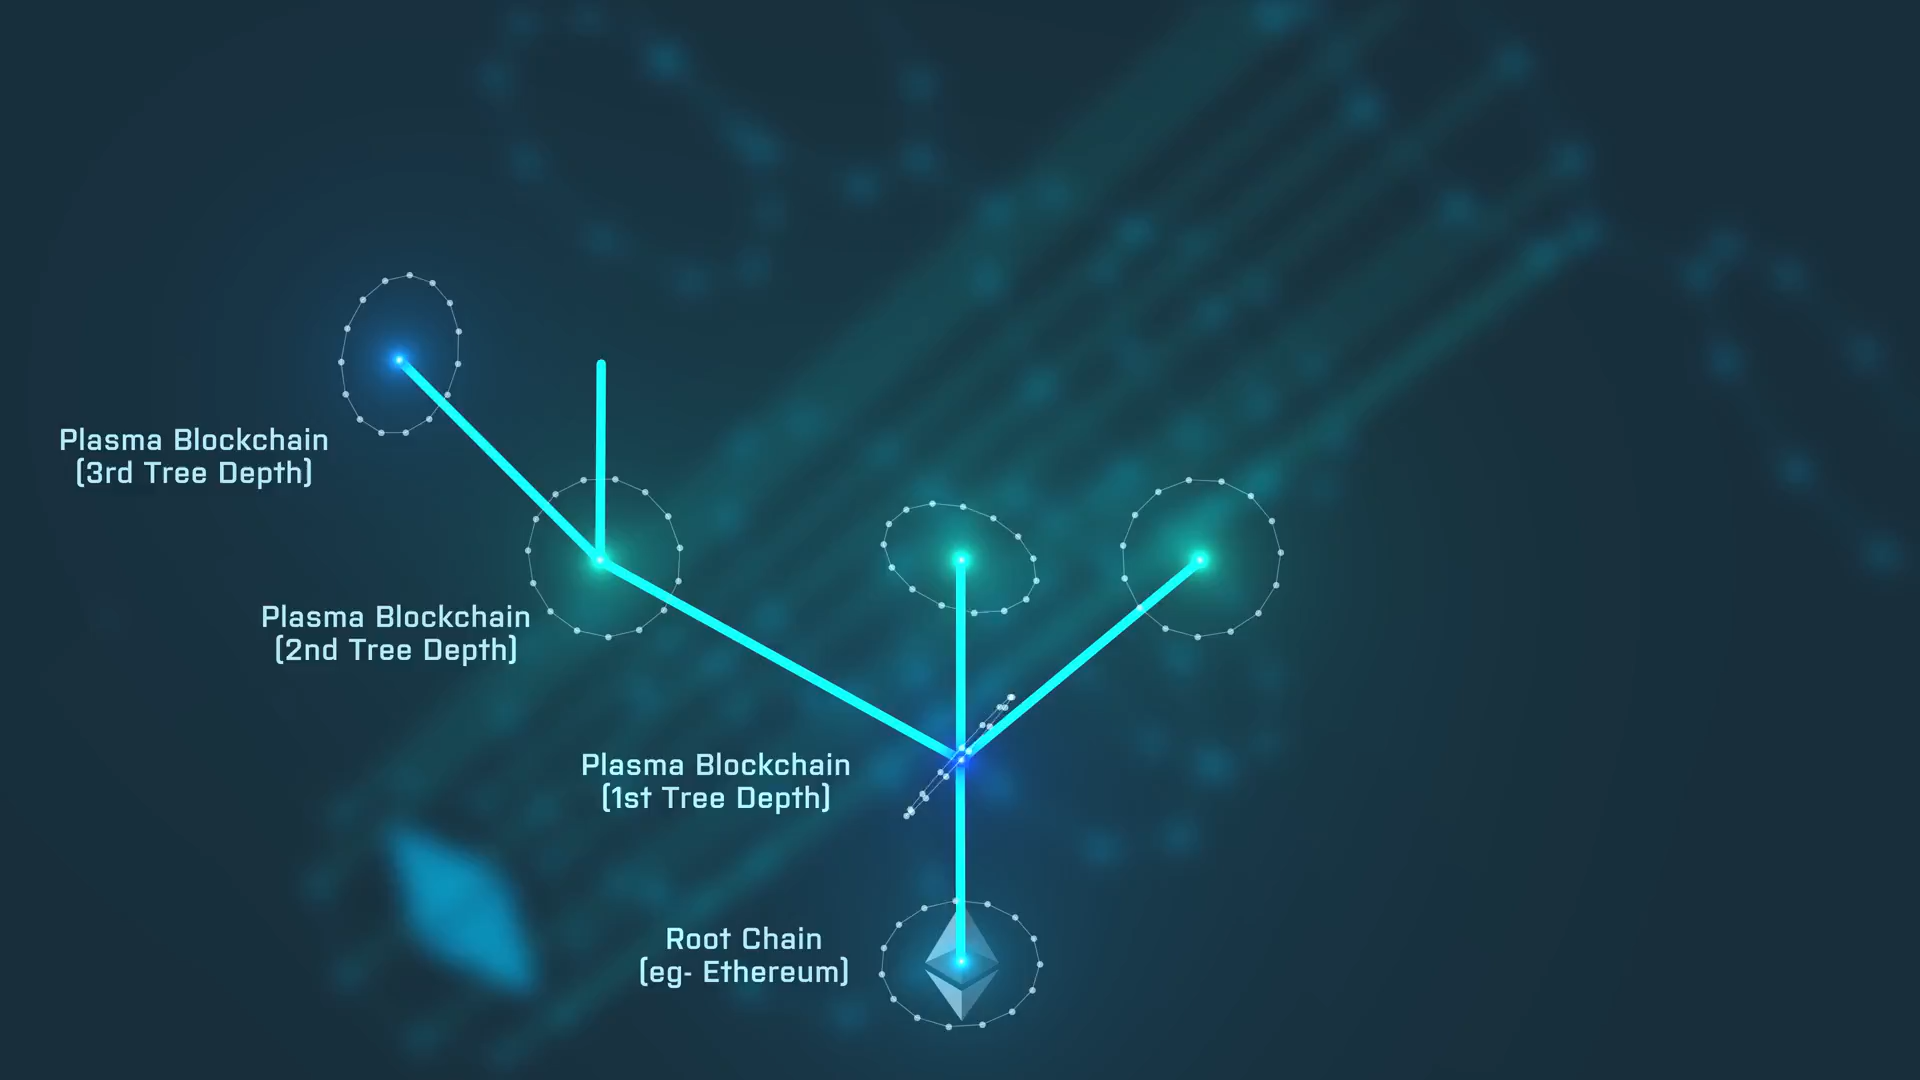 Plasma Blockchain
(3rd Tree Depth)
Plasma Blockchain
(2nd Tree Depth)
Plasma Blockchain
(1st Tree Depth)
Root Chain
(eg- Ethereum)